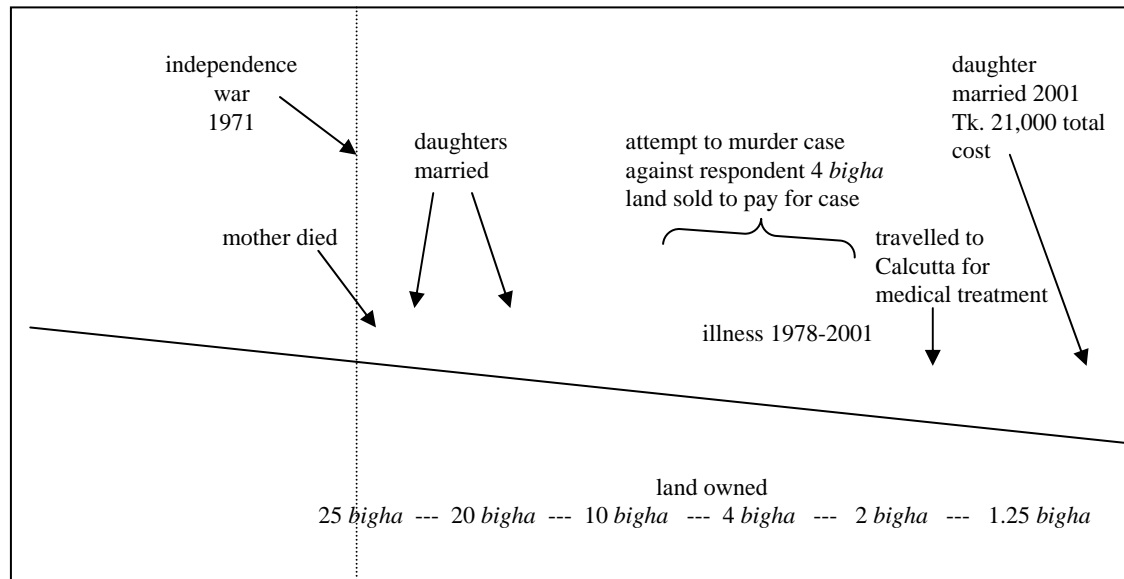 independence
war
1971
daughters
married
attempt to murder case
against respondent 4 bigha
land sold to pay for case
daughter
married 2001
Tk. 21,000 total
cost
mother died
travelled to
Calcutta for
medical treatment
illness 1978-2001
land owned
25 bigha --- 20 bigha --- 10 bigha --- 4 bigha --- 2 bigha --- 1.25 bigha